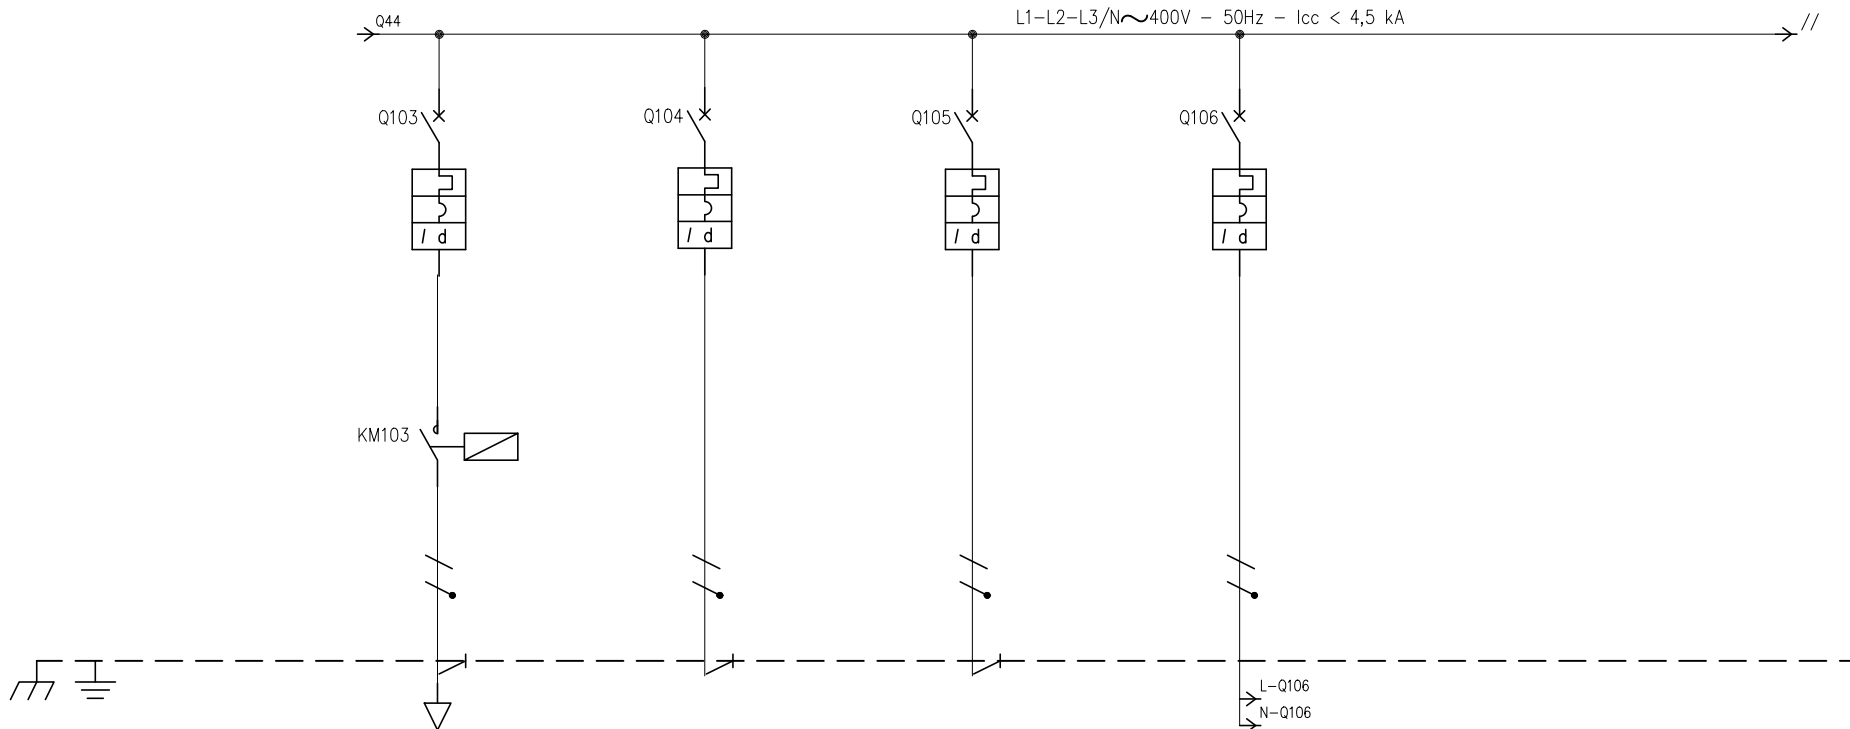 Q44
L1-L2-L3/N~400V - 50Hz - Icc < 4,5 kA
//
Q103
Q104
Q105
Q106
I d
I d
I d
I d
KM103
L-Q106
N-Q106